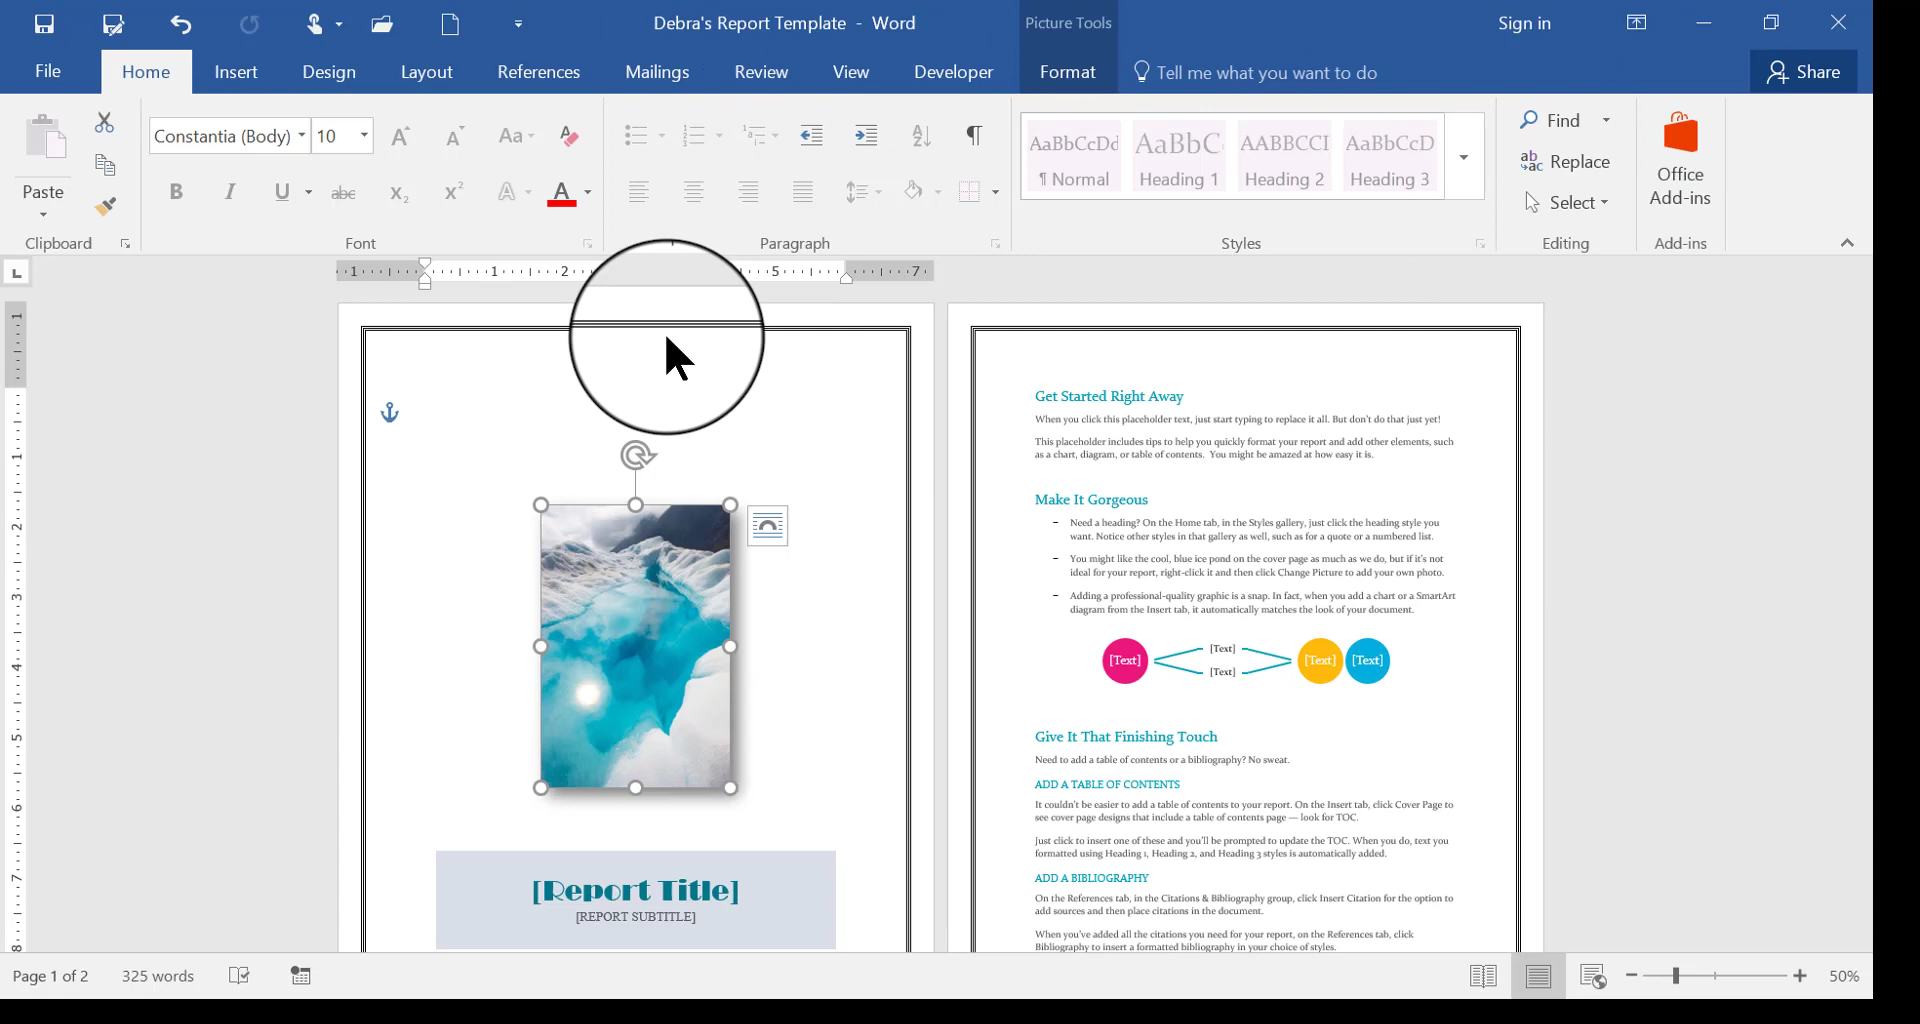 Debra's Report Template - Word
Picture Tools
Sign in
File
Home
Insert
Design
Layout
References
Mailings
Review
View
Developer
Format
Tell me what you want to do
Share
Paste
Clipboard
Constantia (Body)
10
Aa
B I U abc X₂ X² A A
Font
Paragraph
AaBbCcDd
¶ Normal
AaBbC
Heading 1
AABBCCI
Heading 2
AaBbCcD
Heading 3
Styles
Find
Replace
Select
Editing
Office
Add-ins
Add-ins
L
1 1 2 5 7
1 1 2 3 4 5 6 7 8
[Report Title]
[REPORT SUBTITLE]
Get Started Right Away
When you click this placeholder text, just start typing to replace it all. But don't do that just yet!
This placeholder includes tips to help you quickly format your report and add other elements, such
as a chart, diagram, or table of contents. You might be amazed at how easy it is.
Make It Gorgeous
– Need a heading? On the Home tab, in the Styles gallery, just click the heading style you
want. Notice other styles in that gallery as well, such as for a quote or a numbered list.
– You might like the cool, blue ice pond on the cover page as much as we do, but if it's not
ideal for your report, right-click it and then click Change Picture to add your own photo.
– Adding a professional-quality graphic is a snap. In fact, when you add a chart or a SmartArt
diagram from the Insert tab, it automatically matches the look of your document.
[Text]
[Text]
[Text]
[Text]
[Text]
Give It That Finishing Touch
Need to add a table of contents or a bibliography? No sweat.
ADD A TABLE OF CONTENTS
It couldn't be easier to add a table of contents to your report. On the Insert tab, click Cover Page to
see cover page designs that include a table of contents page — look for TOC.
Just click to insert one of these and you'll be prompted to update the TOC. When you do, text you
formatted using Heading 1, Heading 2, and Heading 3 styles is automatically added.
ADD A BIBLIOGRAPHY
On the References tab, in the Citations & Bibliography group, click Insert Citation for the option to
add sources and then place citations in the document.
When you've added all the citations you need for your report, on the References tab, click
Bibliography to insert a formatted bibliography in your choice of styles.
Page 1 of 2
325 words
50%